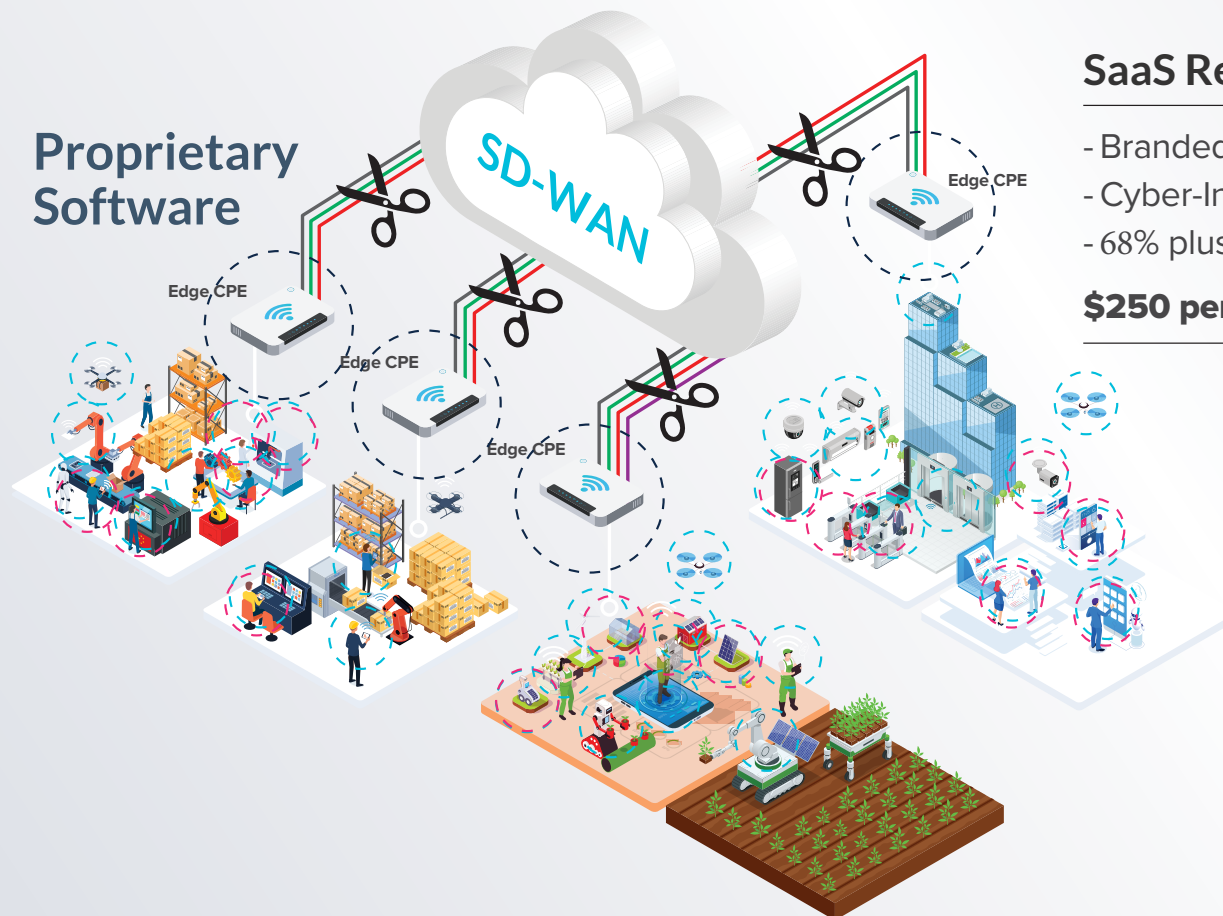 Proprietary
Software
SD-WAN
Edge CPE
Edge CPE
Edge CPE
Edge CPE
SaaS Re
- Branded
- Cyber-In
- 68% plus
$250 per